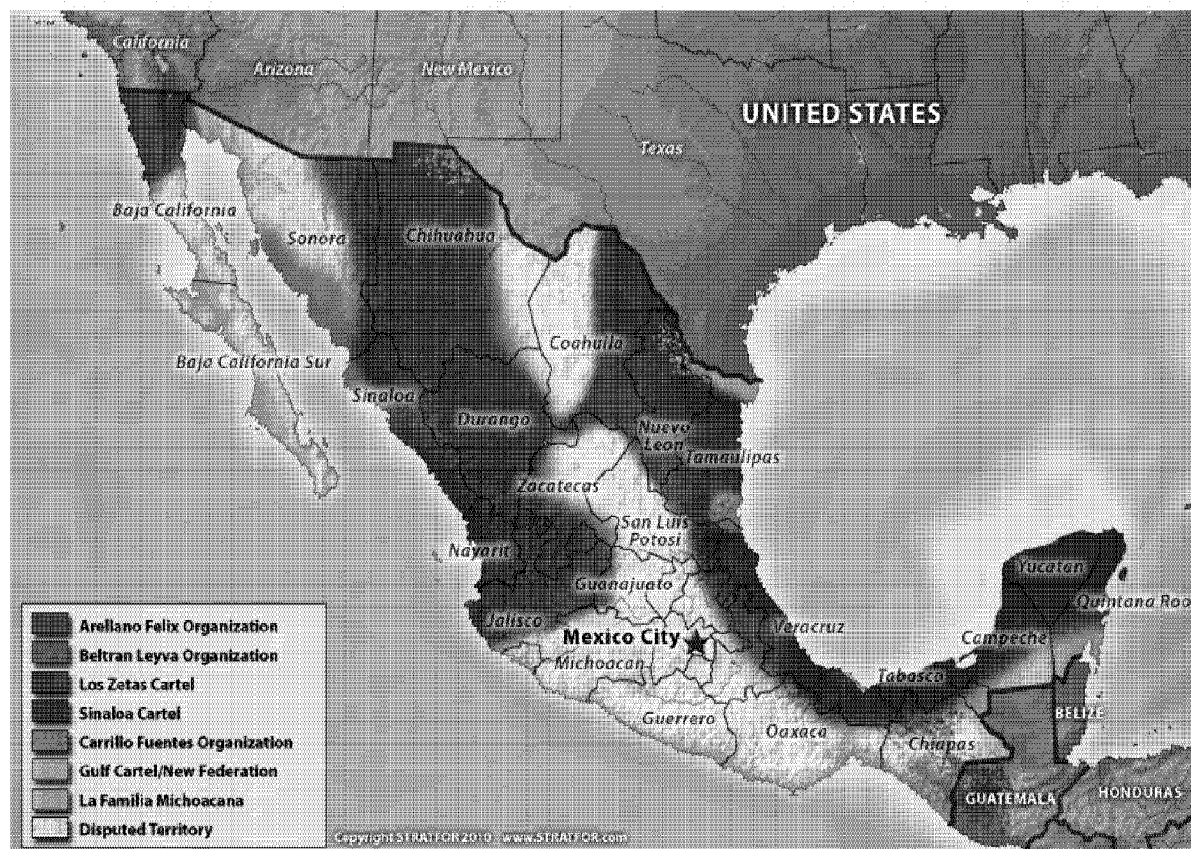 California
Arizona
New Mexico
UNITED STATES
Texas
Baja California
Sonora
Chihuahua
Coahuila
Baja California Sur
Sinaloa
Durango
Nuevo
Leon
Tamaulipas
Zacatecas
San Luis
Potosi
Nayarit
Guanajuato
Yucatan
Quintana Roo
Jalisco
Mexico City
Veracruz
Campeche
Michoacan
Tabasco
Guerrero
Oaxaca
Chiapas
BELIZE
GUATEMALA
HONDURAS
Arellano Felix Organization
Beltran Leyva Organization
Los Zetas Cartel
Sinaloa Cartel
Carrillo Fuentes Organization
Gulf Cartel/New Federation
La Familia Michoacana
Disputed Territory
Copyright STRATFOR 2010 - www.STRATFOR.com